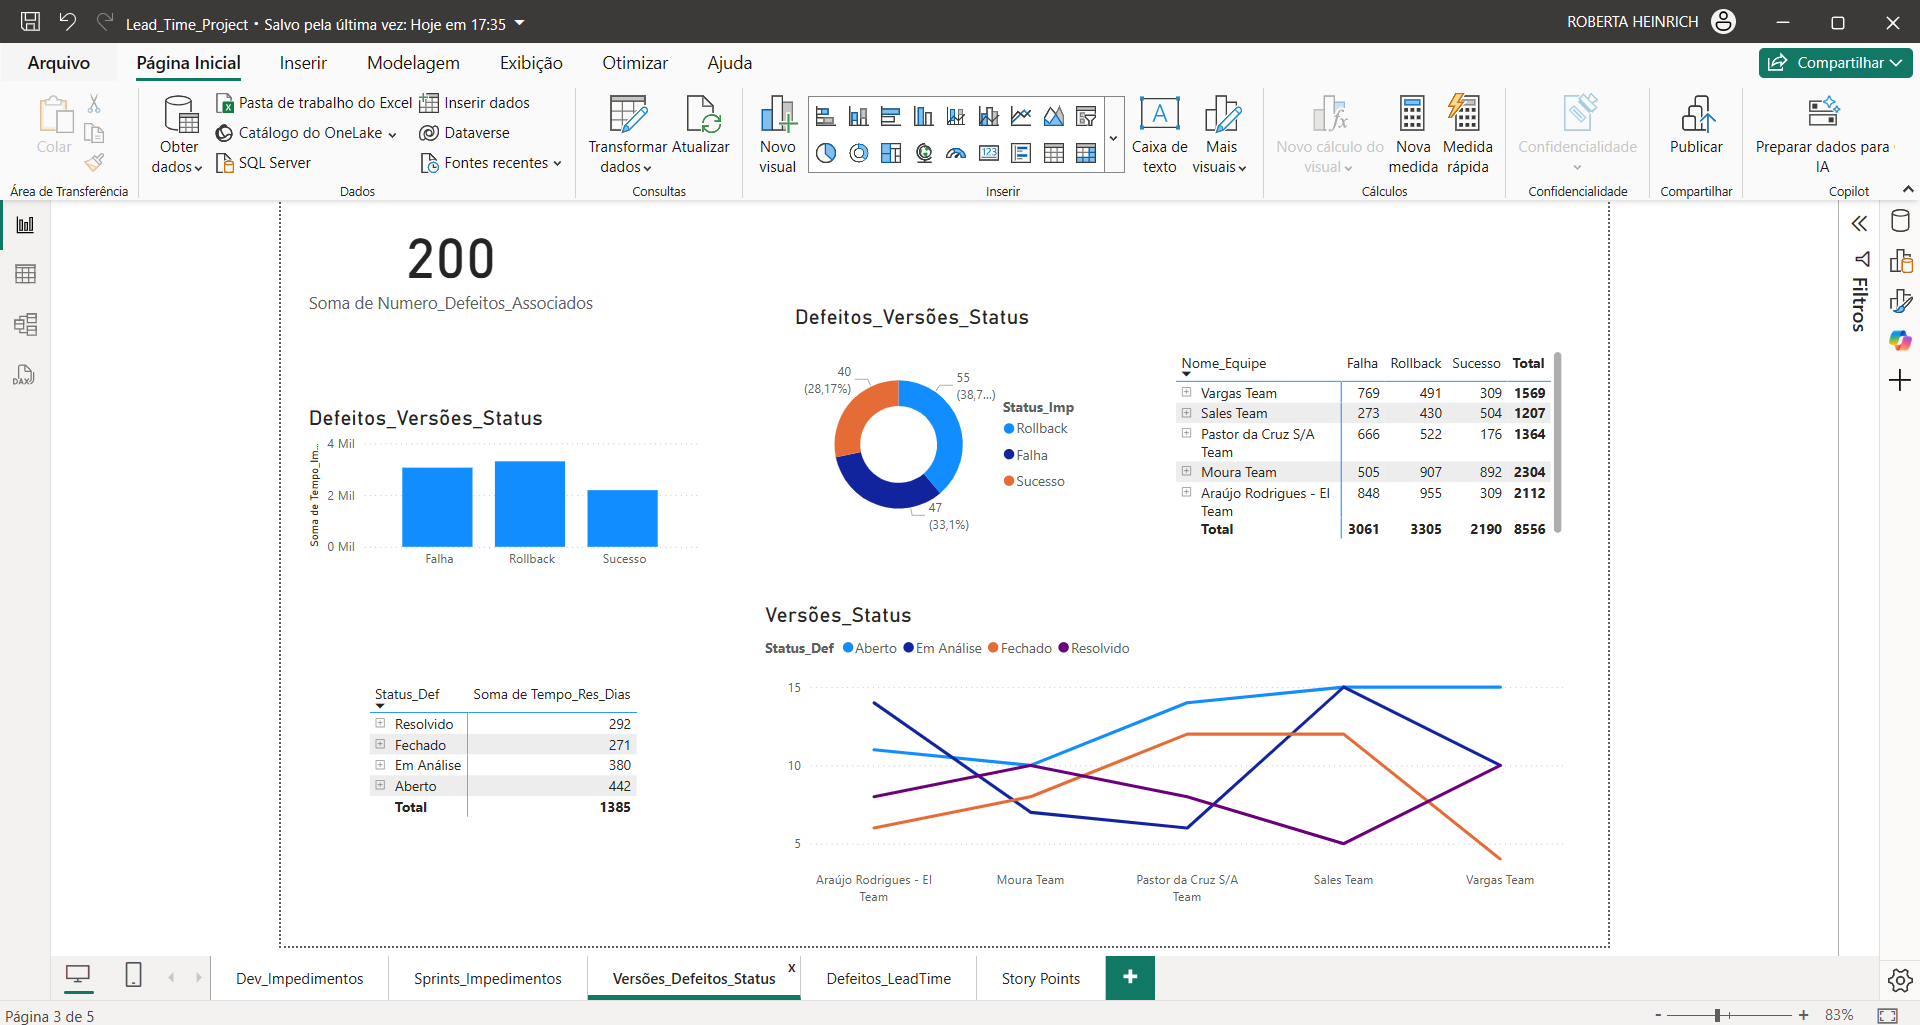 Lead_Time_Project • Salvo pela última vez: Hoje em 17:35
ROBERTA HEINRICH
Arquivo
Página Inicial
Inserir
Modelagem
Exibição
Otimizar
Ajuda
Compartilhar
Colar
Área de Transferência
Obter
dados
Pasta de trabalho do Excel
Catálogo do OneLake
SQL Server
Inserir dados
Dataverse
Fontes recentes
Dados
Transformar
dados
Atualizar
Consultas
Novo
visual
123
A
Caixa de
texto
Mais
visuais
Inserir
Novo cálculo do
visual
Nova
medida
Medida
rápida
Cálculos
Confidencialidade
Confidencialidade
Publicar
Compartilhar
Preparar dados para
IA
Copilot
DAX
Filtros
200
Soma de Numero_Defeitos_Associados
Defeitos_Versões_Status
Soma de Tempo_Im...
4 Mil
2 Mil
0 Mil
Falha
Rollback
Sucesso
Defeitos_Versões_Status
40
(28,17%)
55
(38,7...)
47
(33,1%)
Status_Imp
Rollback
Falha
Sucesso
Nome_Equipe Falha Rollback Sucesso Total
Vargas Team 769 491 309 1569
Sales Team 273 430 504 1207
Pastor da Cruz S/A 666 522 176 1364
Team
Moura Team 505 907 892 2304
Araújo Rodrigues - EI 848 955 309 2112
Team
Total 3061 3305 2190 8556
Status_Def Soma de Tempo_Res_Dias
Resolvido 292
Fechado 271
Em Análise 380
Aberto 442
Total 1385
Versões_Status
Status_Def Aberto Em Análise Fechado Resolvido
15
10
5
Araújo Rodrigues - EI
Team
Moura Team
Pastor da Cruz S/A
Team
Sales Team
Vargas Team
Dev_Impedimentos
Sprints_Impedimentos
Versões_Defeitos_Status
x
Defeitos_LeadTime
Story Points
+
Página 3 de 5
- + 83%